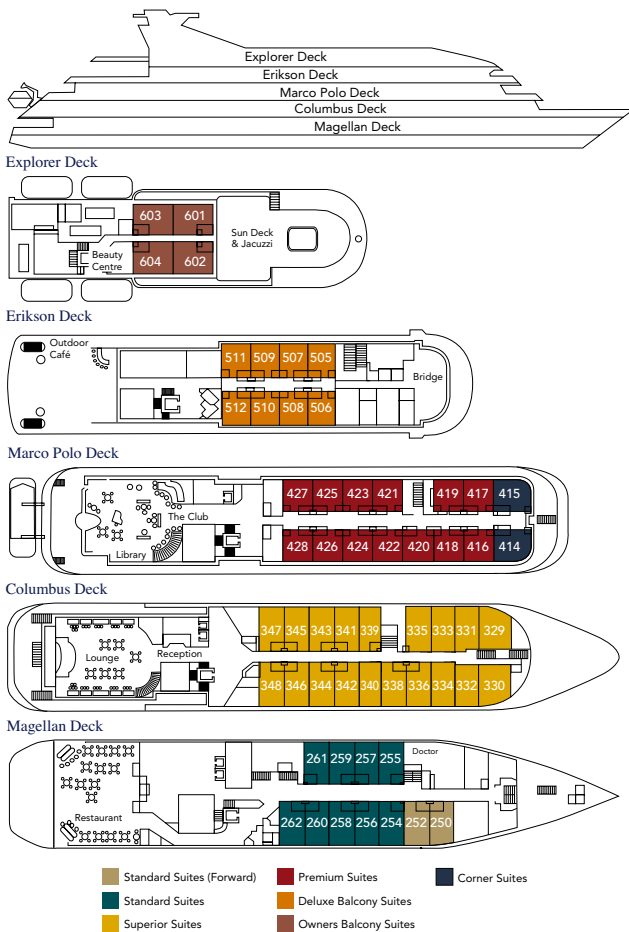 Explorer Deck
Erikson Deck
Marco Polo Deck
Columbus Deck
Magellan Deck
Explorer Deck
603 601
Sun Deck
& Jacuzzi
Beauty
Centre
604 602
Erikson Deck
Outdoor
Café
511 509 507 505
Bridge
512 510 508 506
Marco Polo Deck
427 425 423 421 419 417 415
The Club
Library
428 426 424 422 420 418 416 414
Columbus Deck
347 345 343 341 339 335 333 331 329
Lounge
Reception
348 346 344 342 340 338 336 334 332 330
Magellan Deck
261 259 257 255
Doctor
Restaurant
262 260 258 256 254 252 250
Standard Suites (Forward)
Premium Suites
Corner Suites
Standard Suites
Deluxe Balcony Suites
Superior Suites
Owners Balcony Suites